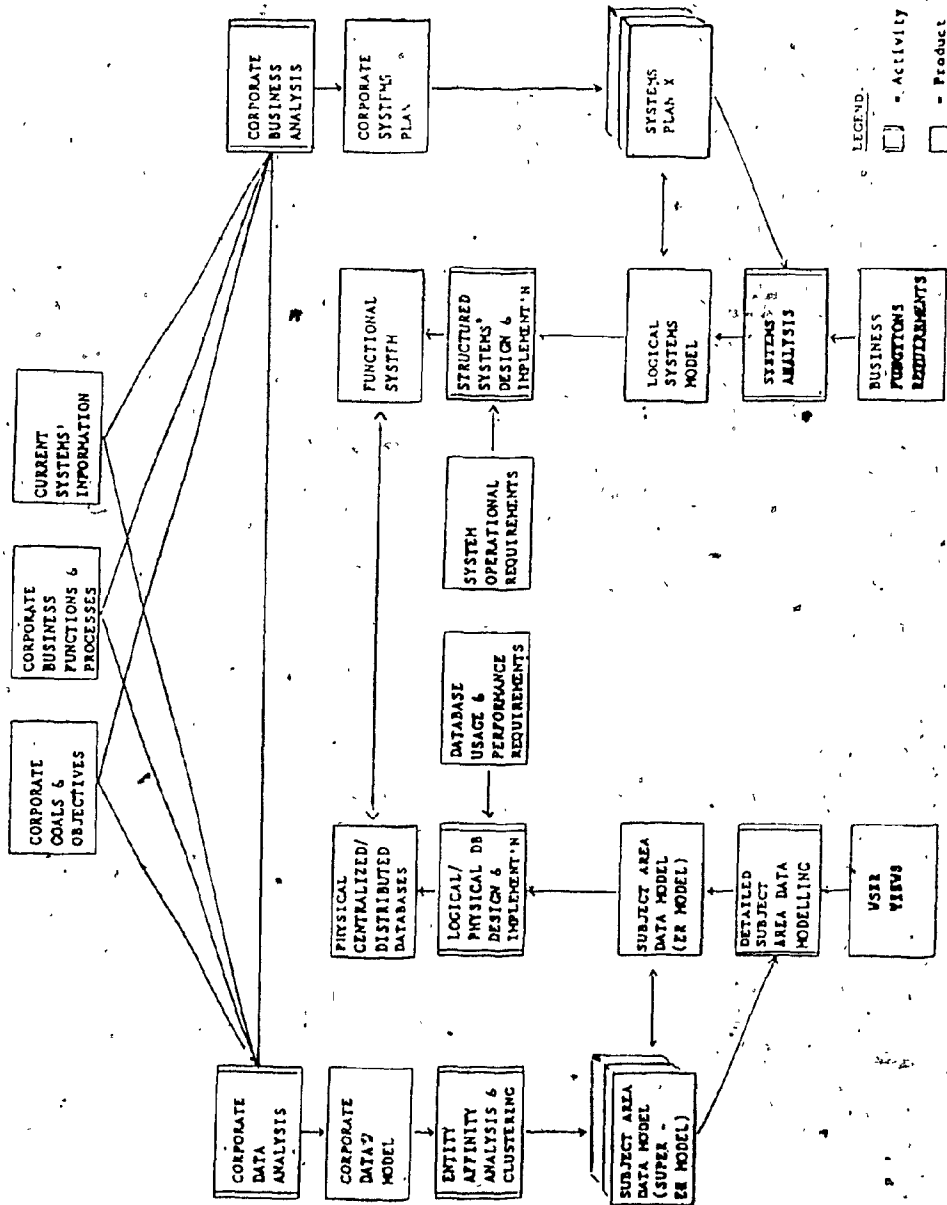 CORPORATE
GOALS &
OBJECTIVES
CORPORATE
BUSINESS
FUNCTIONS &
PROCESSES
CURRENT
SYSTEMS'
INFORMATION
CORPORATE
DATA
ANALYSIS
CORPORATE
BUSINESS
ANALYSIS
CORPORATE
DATA
MODEL
PHYSICAL
CENTRALIZED/
DISTRIBUTED
DATABASES
FUNCTIONAL
SYSTEM
CORPORATE
SYSTEMS
PLAN
ENTITY
AFFINITY
ANALYSIS &
CLUSTERING
LOGICAL/
PHYSICAL DB
DESIGN &
IMPLEMENT'N
DATABASE
USAGE &
PERFORMANCE
REQUIREMENTS
SYSTEM
OPERATIONAL
REQUIREMENTS
STRUCTURED
SYSTEMS'
DESIGN &
IMPLEMENT'N
SUBJECT AREA
DATA MODEL
(SUPER -
ER MODEL)
SUBJECT AREA
DATA MODEL
(ER MODEL)
LOGICAL
SYSTEMS
MODEL
SYSTEMS
PLAN X
DETAILED
SUBJECT
AREA DATA
MODELLING
SYSTEMS
ANALYSIS
USER
VIEWS
BUSINESS
FUNCTIONS
REQUIREMENTS
LEGEND
= Activity
= Product